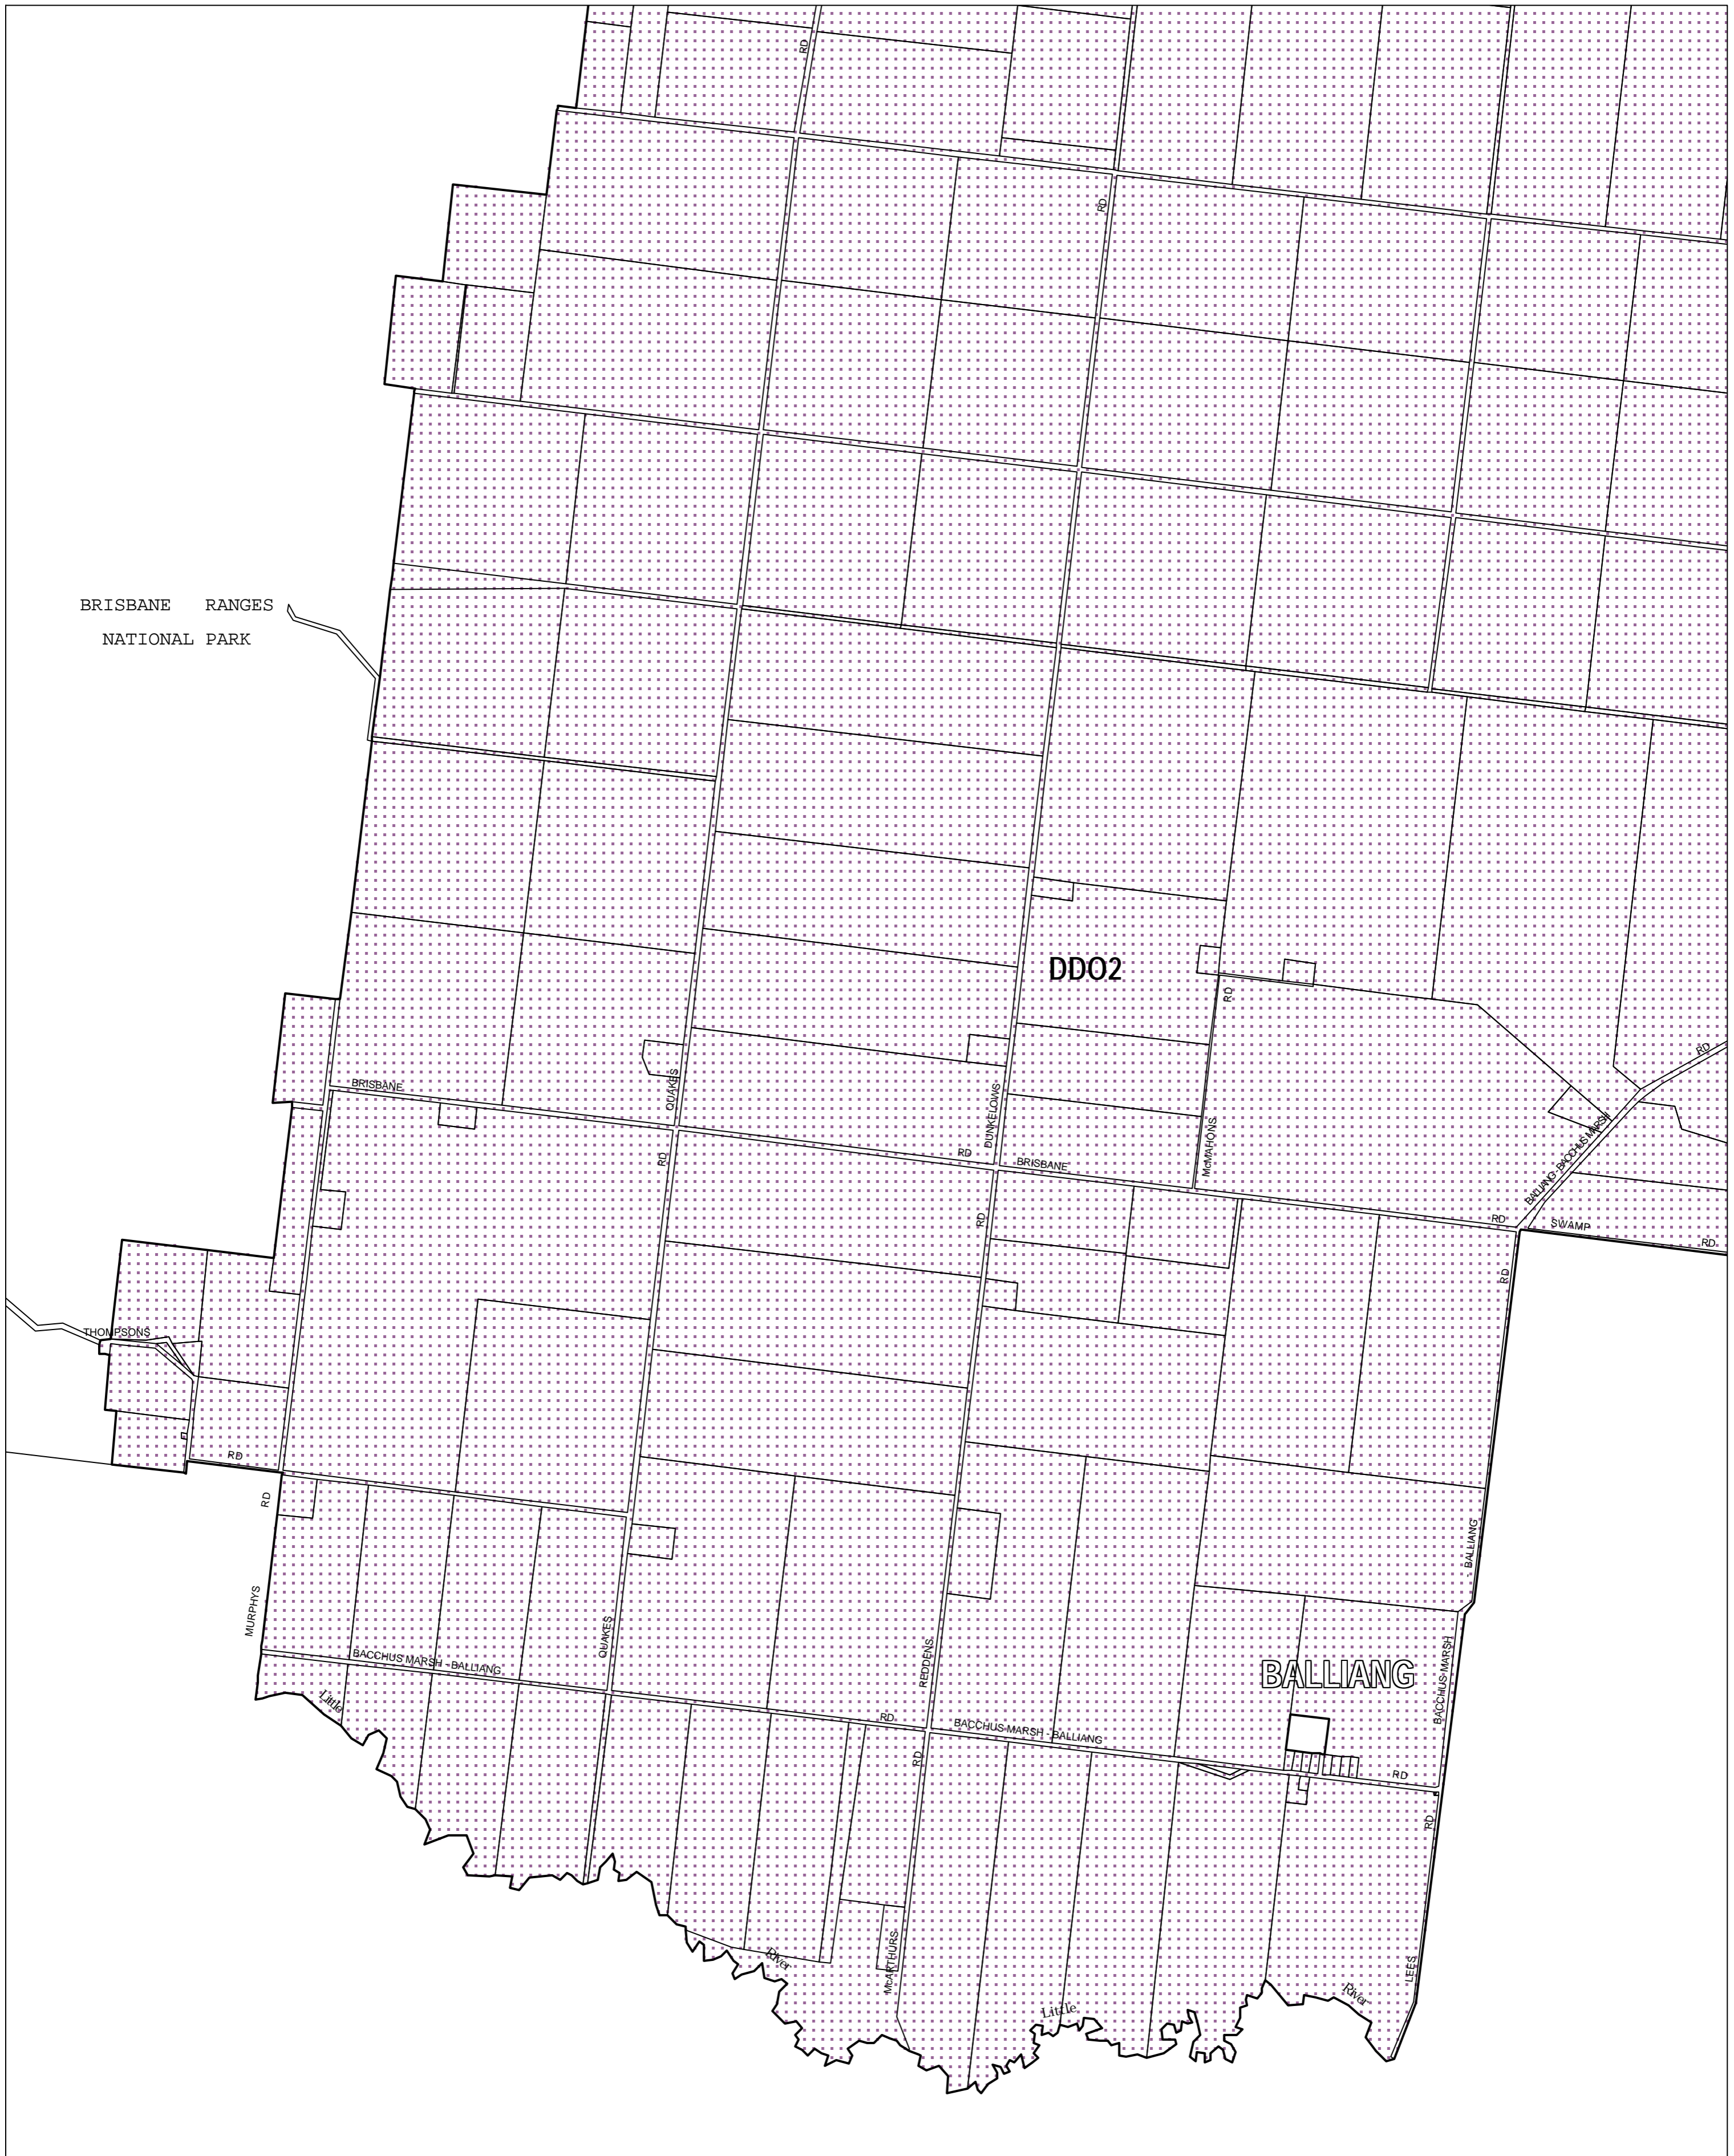 RD
RD
BRISBANE RANGES
NATIONAL PARK
DDO2
RD
RD
BRISBANE
QUAKES
DUNKELOWS
McMAHONS
BALLIANG - BACCHUS MARSH
RD
BRISBANE
RD
RD
RD
SWAMP
RD
RD
THOMPSONS
RD
RD
BALLIANG
MURPHYS
QUAKES
REDDENS
BACCHUS MARSH - BALLIANG
BALLIANG
BACCHUS MARSH
Little
RD
BACCHUS MARSH - BALLIANG
RD
RD
RD
River
McARTHURS
Little
River
LEES